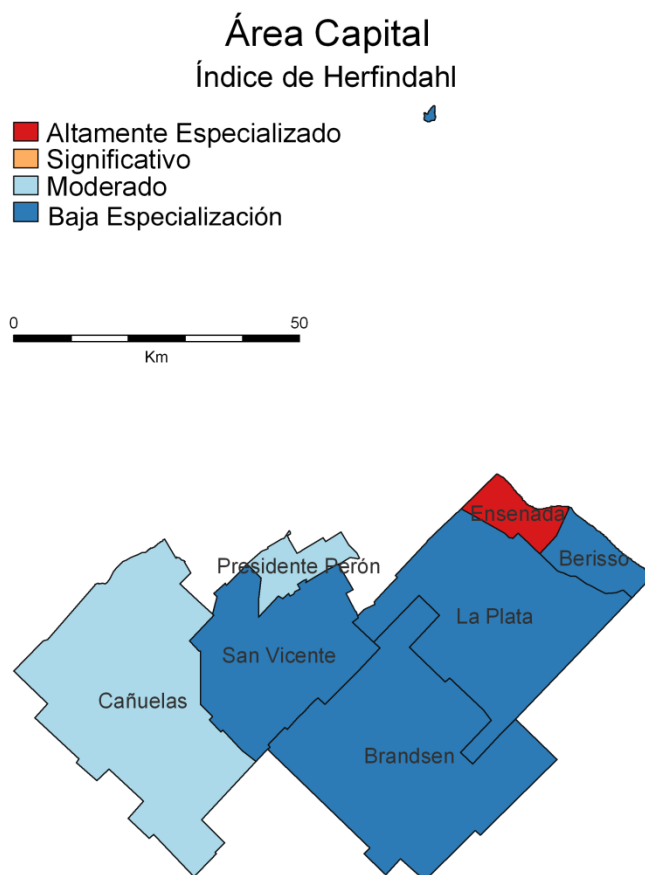 Área Capital
Índice de Herfindahl
Altamente Especializado
Significativo
Moderado
Baja Especialización
0 50
Km
Ensenada
Berisso
Presidente Perón
La Plata
San Vicente
Cañuelas
Brandsen